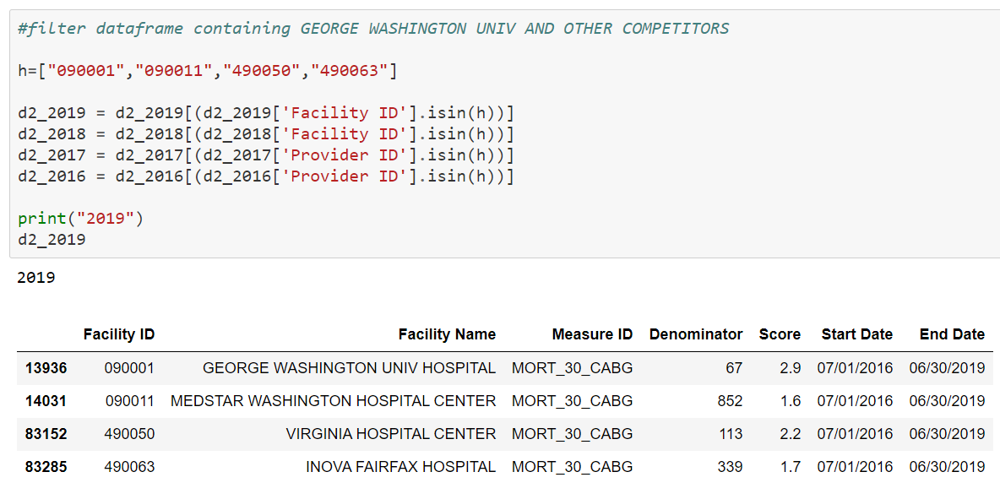 #filter dataframe containing GEORGE WASHINGTON UNIV AND OTHER COMPETITORS
h=["090001","090011","490050","490063"]
d2_2019 = d2_2019[(d2_2019['Facility ID'].isin(h))]
d2_2018 = d2_2018[(d2_2018['Facility ID'].isin(h))]
d2_2017 = d2_2017[(d2_2017['Provider ID'].isin(h))]
d2_2016 = d2_2016[(d2_2016['Provider ID'].isin(h))]
print("2019")
d2_2019
2019
Facility ID Facility Name Measure ID Denominator Score Start Date End Date
13936 090001 GEORGE WASHINGTON UNIV HOSPITAL MORT_30_CABG 67 2.9 07/01/2016 06/30/2019
14031 090011 MEDSTAR WASHINGTON HOSPITAL CENTER MORT_30_CABG 852 1.6 07/01/2016 06/30/2019
83152 490050 VIRGINIA HOSPITAL CENTER MORT_30_CABG 113 2.2 07/01/2016 06/30/2019
83285 490063 INOVA FAIRFAX HOSPITAL MORT_30_CABG 339 1.7 07/01/2016 06/30/2019